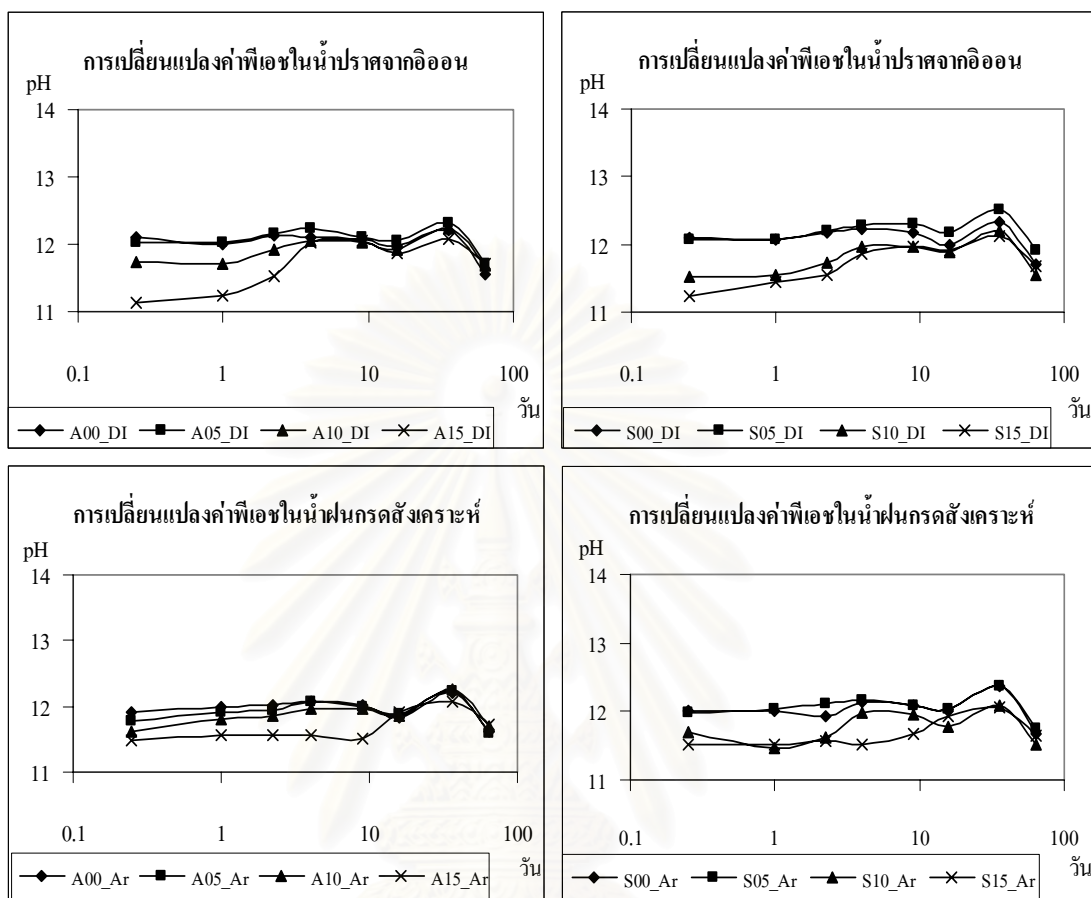 การเปลี่ยนแปลงค่าพีเอชในน้ำปราศจากอิออน
pH
14
13
12
11
0.1 1 10 100
วัน
A00_DI A05_DI A10_DI A15_DI
การเปลี่ยนแปลงค่าพีเอชในน้ำปราศจากอิออน
pH
14
13
12
11
0.1 1 10 100
วัน
S00_DI S05_DI S10_DI S15_DI
การเปลี่ยนแปลงค่าพีเอชในน้ำฝนกรดสังเคราะห์
pH
14
13
12
11
0.1 1 10 100
วัน
A00_Ar A05_Ar A10_Ar A15_Ar
การเปลี่ยนแปลงค่าพีเอชในน้ำฝนกรดสังเคราะห์
pH
14
13
12
11
0.1 1 10 100
วัน
S00_Ar S05_Ar S10_Ar S15_Ar